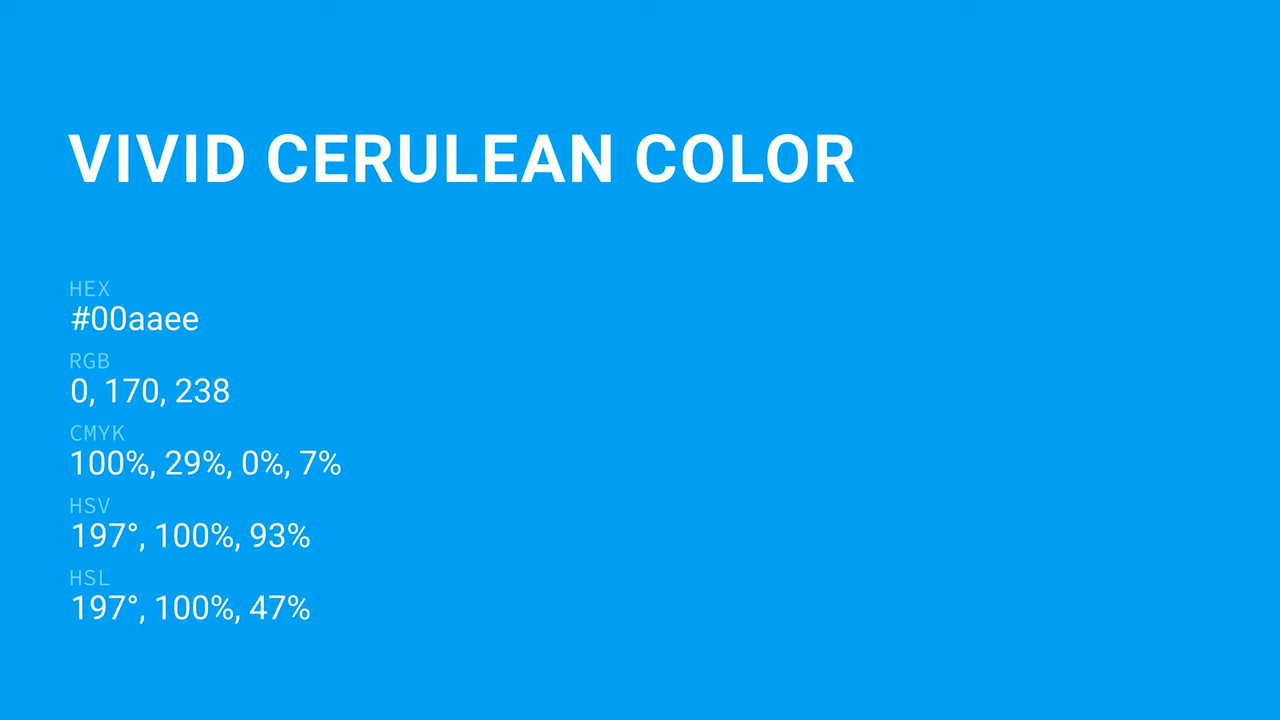 VIVID CERULEAN COLOR
HEX
#00aaee
RGB
0, 170, 238
CMYK
100%, 29%, 0%, 7%
HSV
197°, 100%, 93%
HSL
197°, 100%, 47%